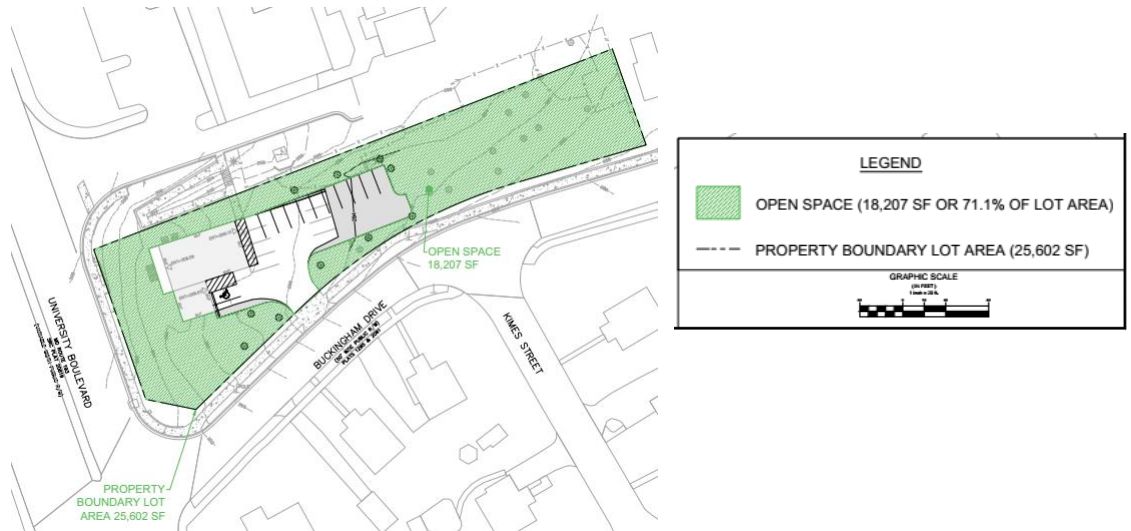 OPEN SPACE
18,207 SF
UNIVERSITY BOULEVARD
BUCKINGHAM DRIVE
KIMES STREET
PROPERTY
BOUNDARY LOT
AREA 25,602 SF
LEGEND
OPEN SPACE (18,207 SF OR 71.1% OF LOT AREA)
PROPERTY BOUNDARY LOT AREA (25,602 SF)
GRAPHIC SCALE
(IN FEET)